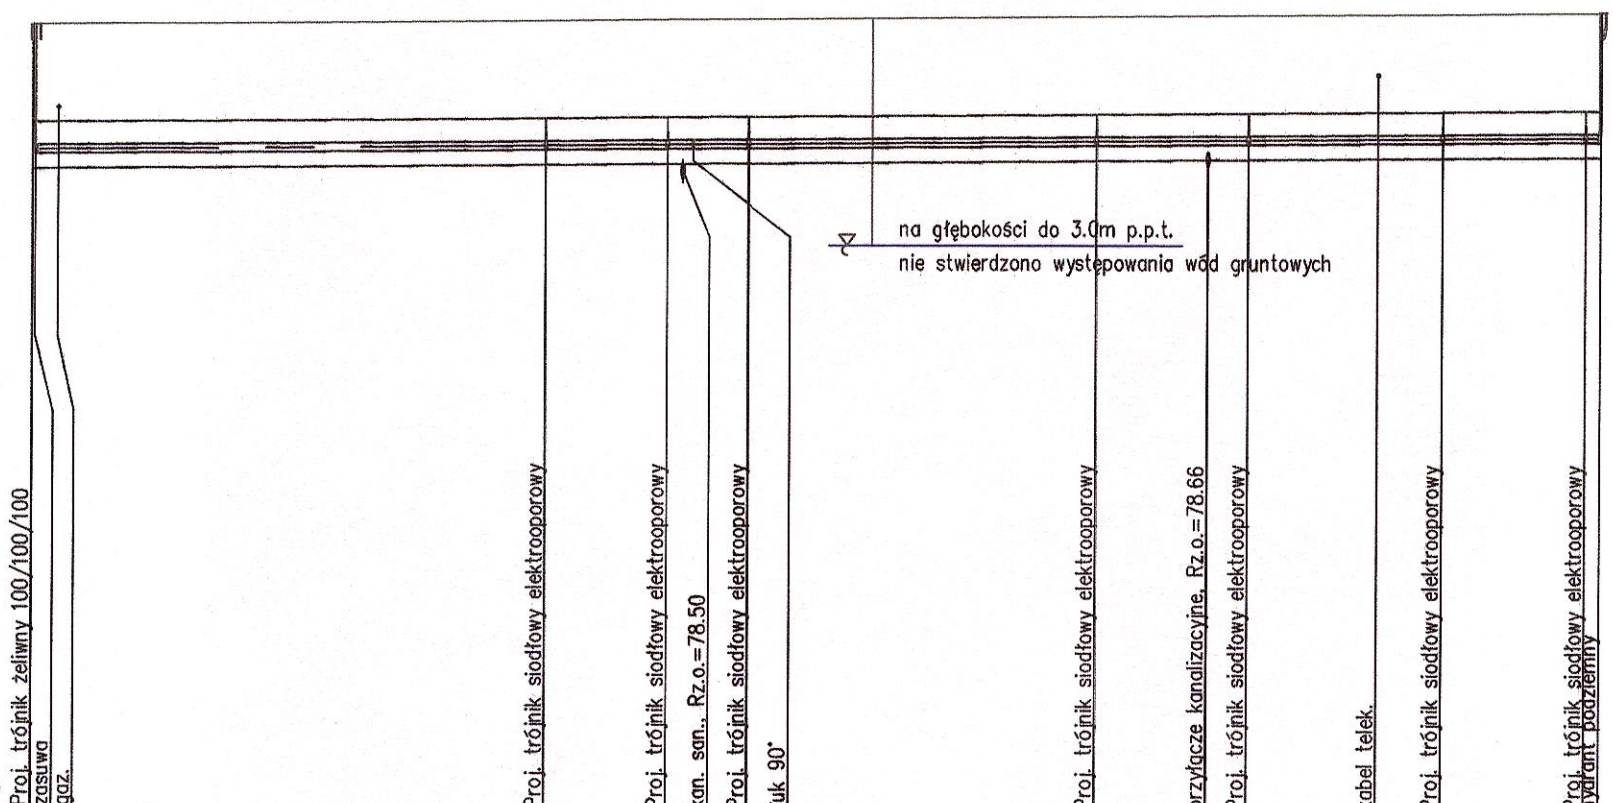 na głębokości do 3.0m p.p.t.
nie stwierdzono występowania wód gruntowych
Proj. trójnik żeliwny 100/100/100
zasuwa
gaz.
Proj. trójnik siodłowy elektrooporowy
Proj. trójnik siodłowy elektrooporowy
kan. san., Rz.o.=78.50
Proj. trójnik siodłowy elektrooporowy
łuk 90°
Proj. trójnik siodłowy elektrooporowy
przyłącze kanalizacyjne, Rz.o.=78.66
Proj. trójnik siodłowy elektrooporowy
kabel telek.
Proj. trójnik siodłowy elektrooporowy
Proj. trójnik siodłowy elektrooporowy
hydrant podziemny